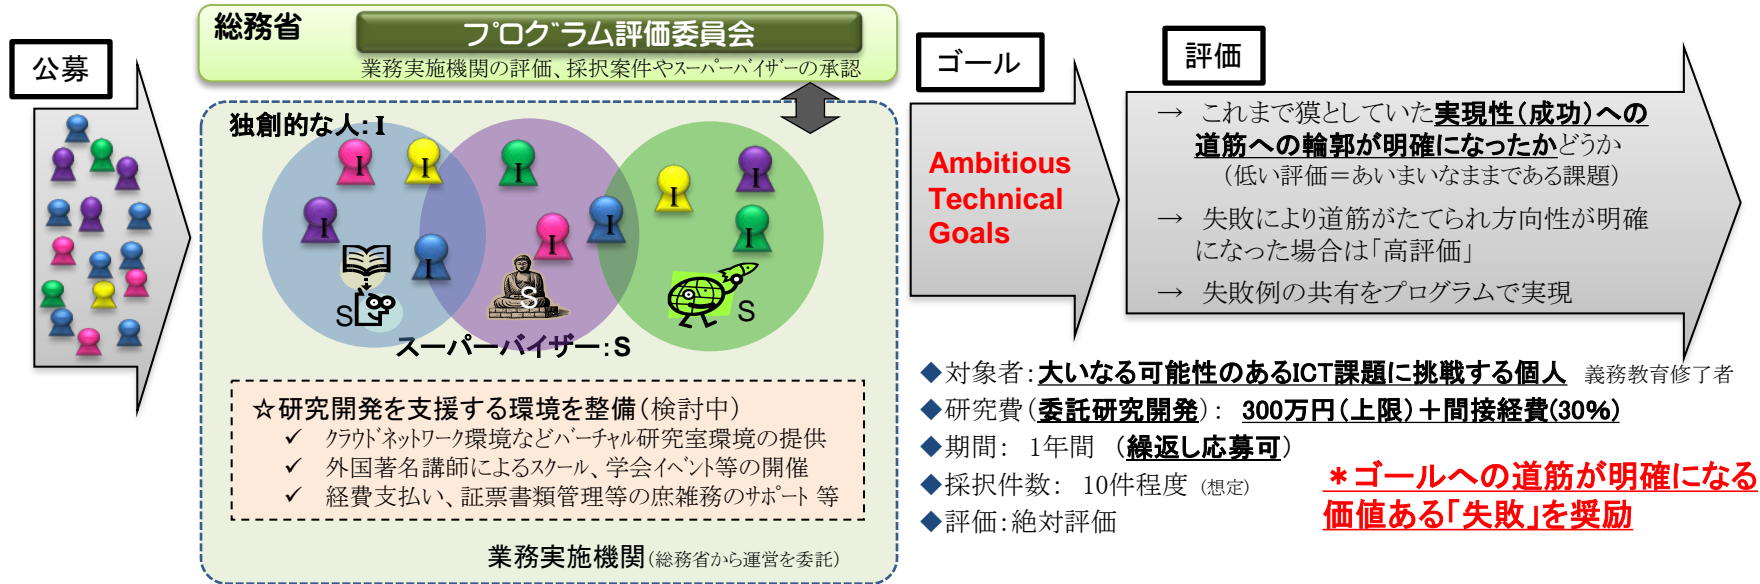 公募
総務省
プログラム評価委員会
業務実施機関の評価、採択案件やスーパーバイザーの承認
独創的な人:I
I
I
I
I
I
I
I
I
I
I
I
S
S
S
スーパーバイザー:S
☆研究開発を支援する環境を整備(検討中)
✓ クラウドネットワーク環境などバーチャル研究室環境の提供
✓ 外国著名講師によるスクール、学会イベント等の開催
✓ 経費支払い、証票書類管理等の庶雑務のサポート 等
業務実施機関(総務省から運営を委託)
ゴール
Ambitious
Technical
Goals
評価
→ これまで漠としていた実現性(成功)への
道筋への輪郭が明確になったかどうか
(低い評価=あいまいなままである課題)
→ 失敗により道筋がたてられ方向性が明確
になった場合は「高評価」
→ 失敗例の共有をプログラムで実現
◆対象者:大いなる可能性のあるICT課題に挑戦する個人 義務教育修了者
◆研究費(委託研究開発): 300万円(上限)+間接経費(30%)
◆期間: 1年間 (繰返し応募可)
◆採択件数: 10件程度 (想定)
◆評価:絶対評価
*ゴールへの道筋が明確になる
価値ある「失敗」を奨励